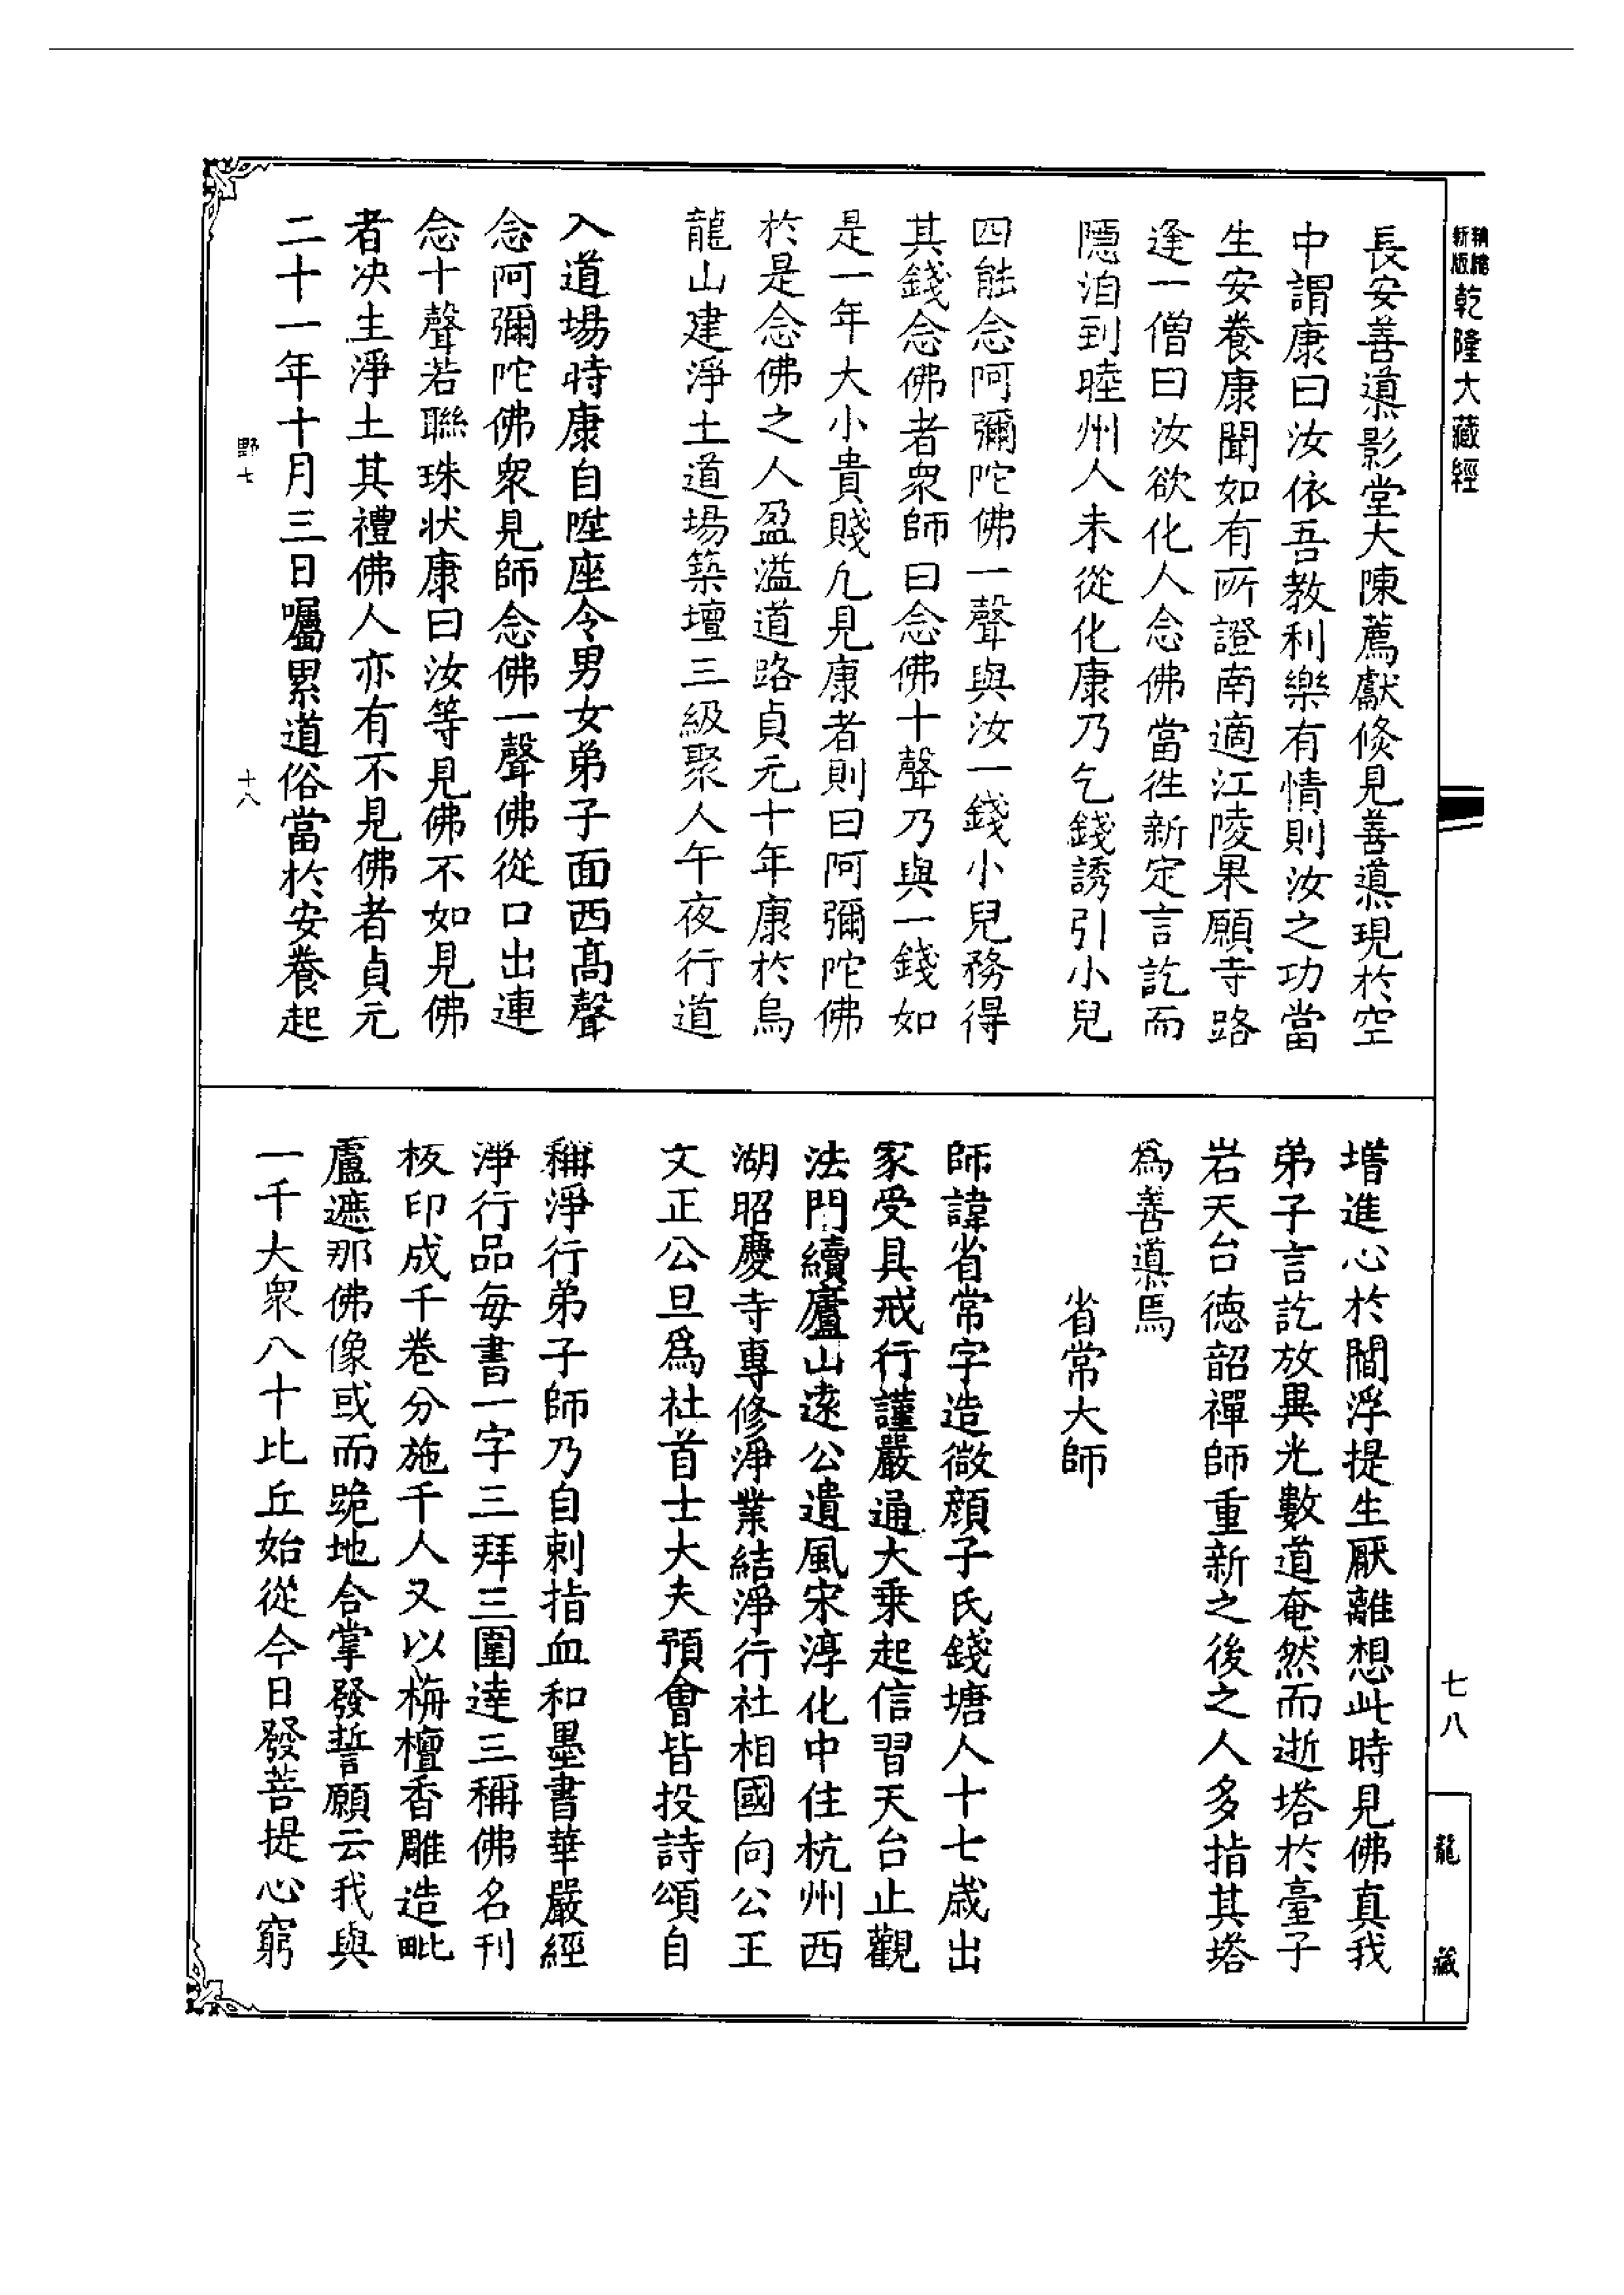 新版
乾隆大藏經
長安善導影堂大陳薦獻倏見善導現於空
中謂康曰汝依吾教利樂有情則汝之功當
生安養康聞如有所證南適江陵果願寺路
逢一僧曰汝欲化人念佛當徃新定言訖而
隱洎到睦州人未從化康乃乞錢誘引小兒
四能念阿彌陀佛一聲與汝一錢小兒務得
其錢念佛者衆師曰念佛十聲乃與一錢如
是一年大小貴賤凡見康者則曰阿彌陀佛
於是念佛之人盈溢道路貞元十年康於烏
龍山建淨土道場築壇三級聚人午夜行道
入道場時康自陞座令男女弟子面西高聲
念阿彌陀佛衆見師念佛一聲佛從口出連
念十聲若聯珠状康曰汝等見佛不如見佛
者決生淨土其禮佛人亦有不見佛者貞元
二十一年十月三日囑累道俗當於安養起
野七
十八
增進心於閻浮提生厭離想此時見佛真我
弟子言訖放異光數道奄然而逝塔於臺子
岩天台德韶禪師重新之後之人多指其塔
為善導焉
省常大師
師諱省常字造微顔子氏錢塘人十七歲出
家受具戒行謹嚴通大乗起信習天台止觀
法門續廬山遠公遺風宋淳化中住杭州西
湖昭慶寺專修淨業結淨行社相國向公王
文正公旦爲社首士大夫預會皆投詩頌自
稱淨行弟子師乃自刺指血和墨書華嚴經
淨行品每書一字三拜三圍遶三稱佛名刊
板印成千卷分施千人又以栴檀香雕造毗
盧遮那佛像或而跪地合掌發誓願云我與
一千大衆八十比丘始從今日發菩提心窮
七八
龍藏